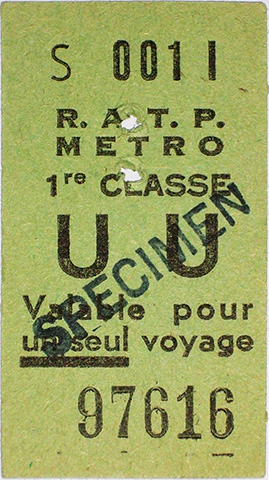 S 0011
R. A. T. P.
METRO
1re CLASSE
U U
SPECIMEN
Valable pour
un seul voyage
97616